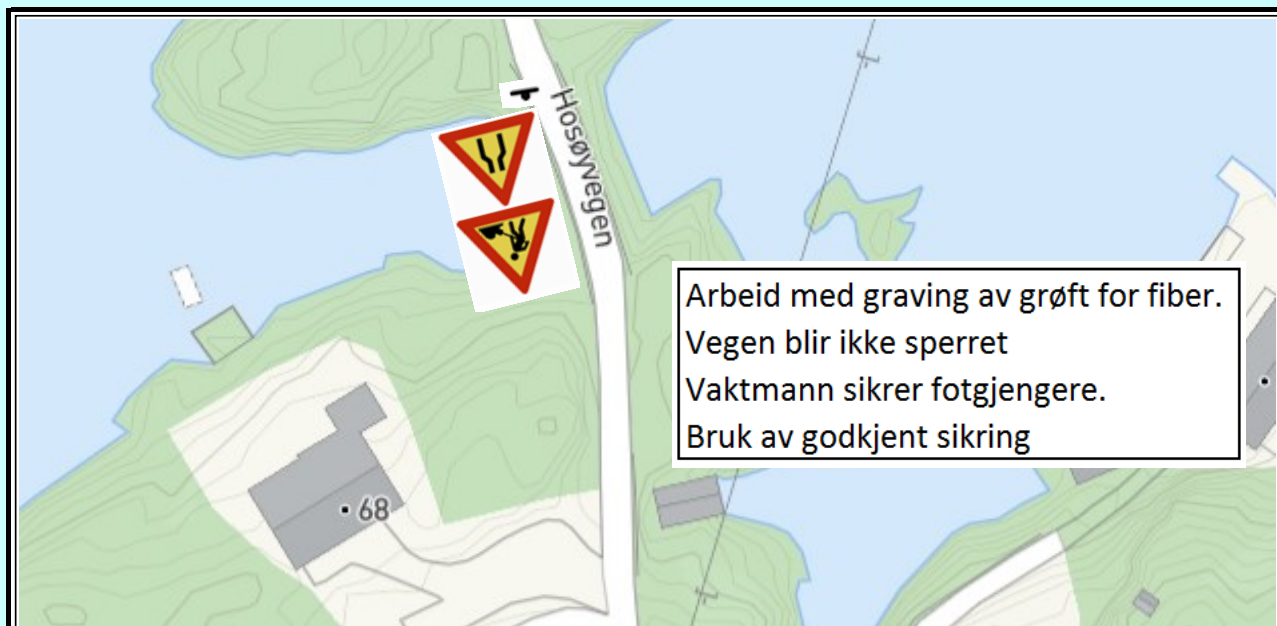 Hosøyvegen
Arbeid med graving av grøft for fiber.
Vegen blir ikke sperret
Vaktmann sikrer fotgjengere.
Bruk av godkjent sikring
68